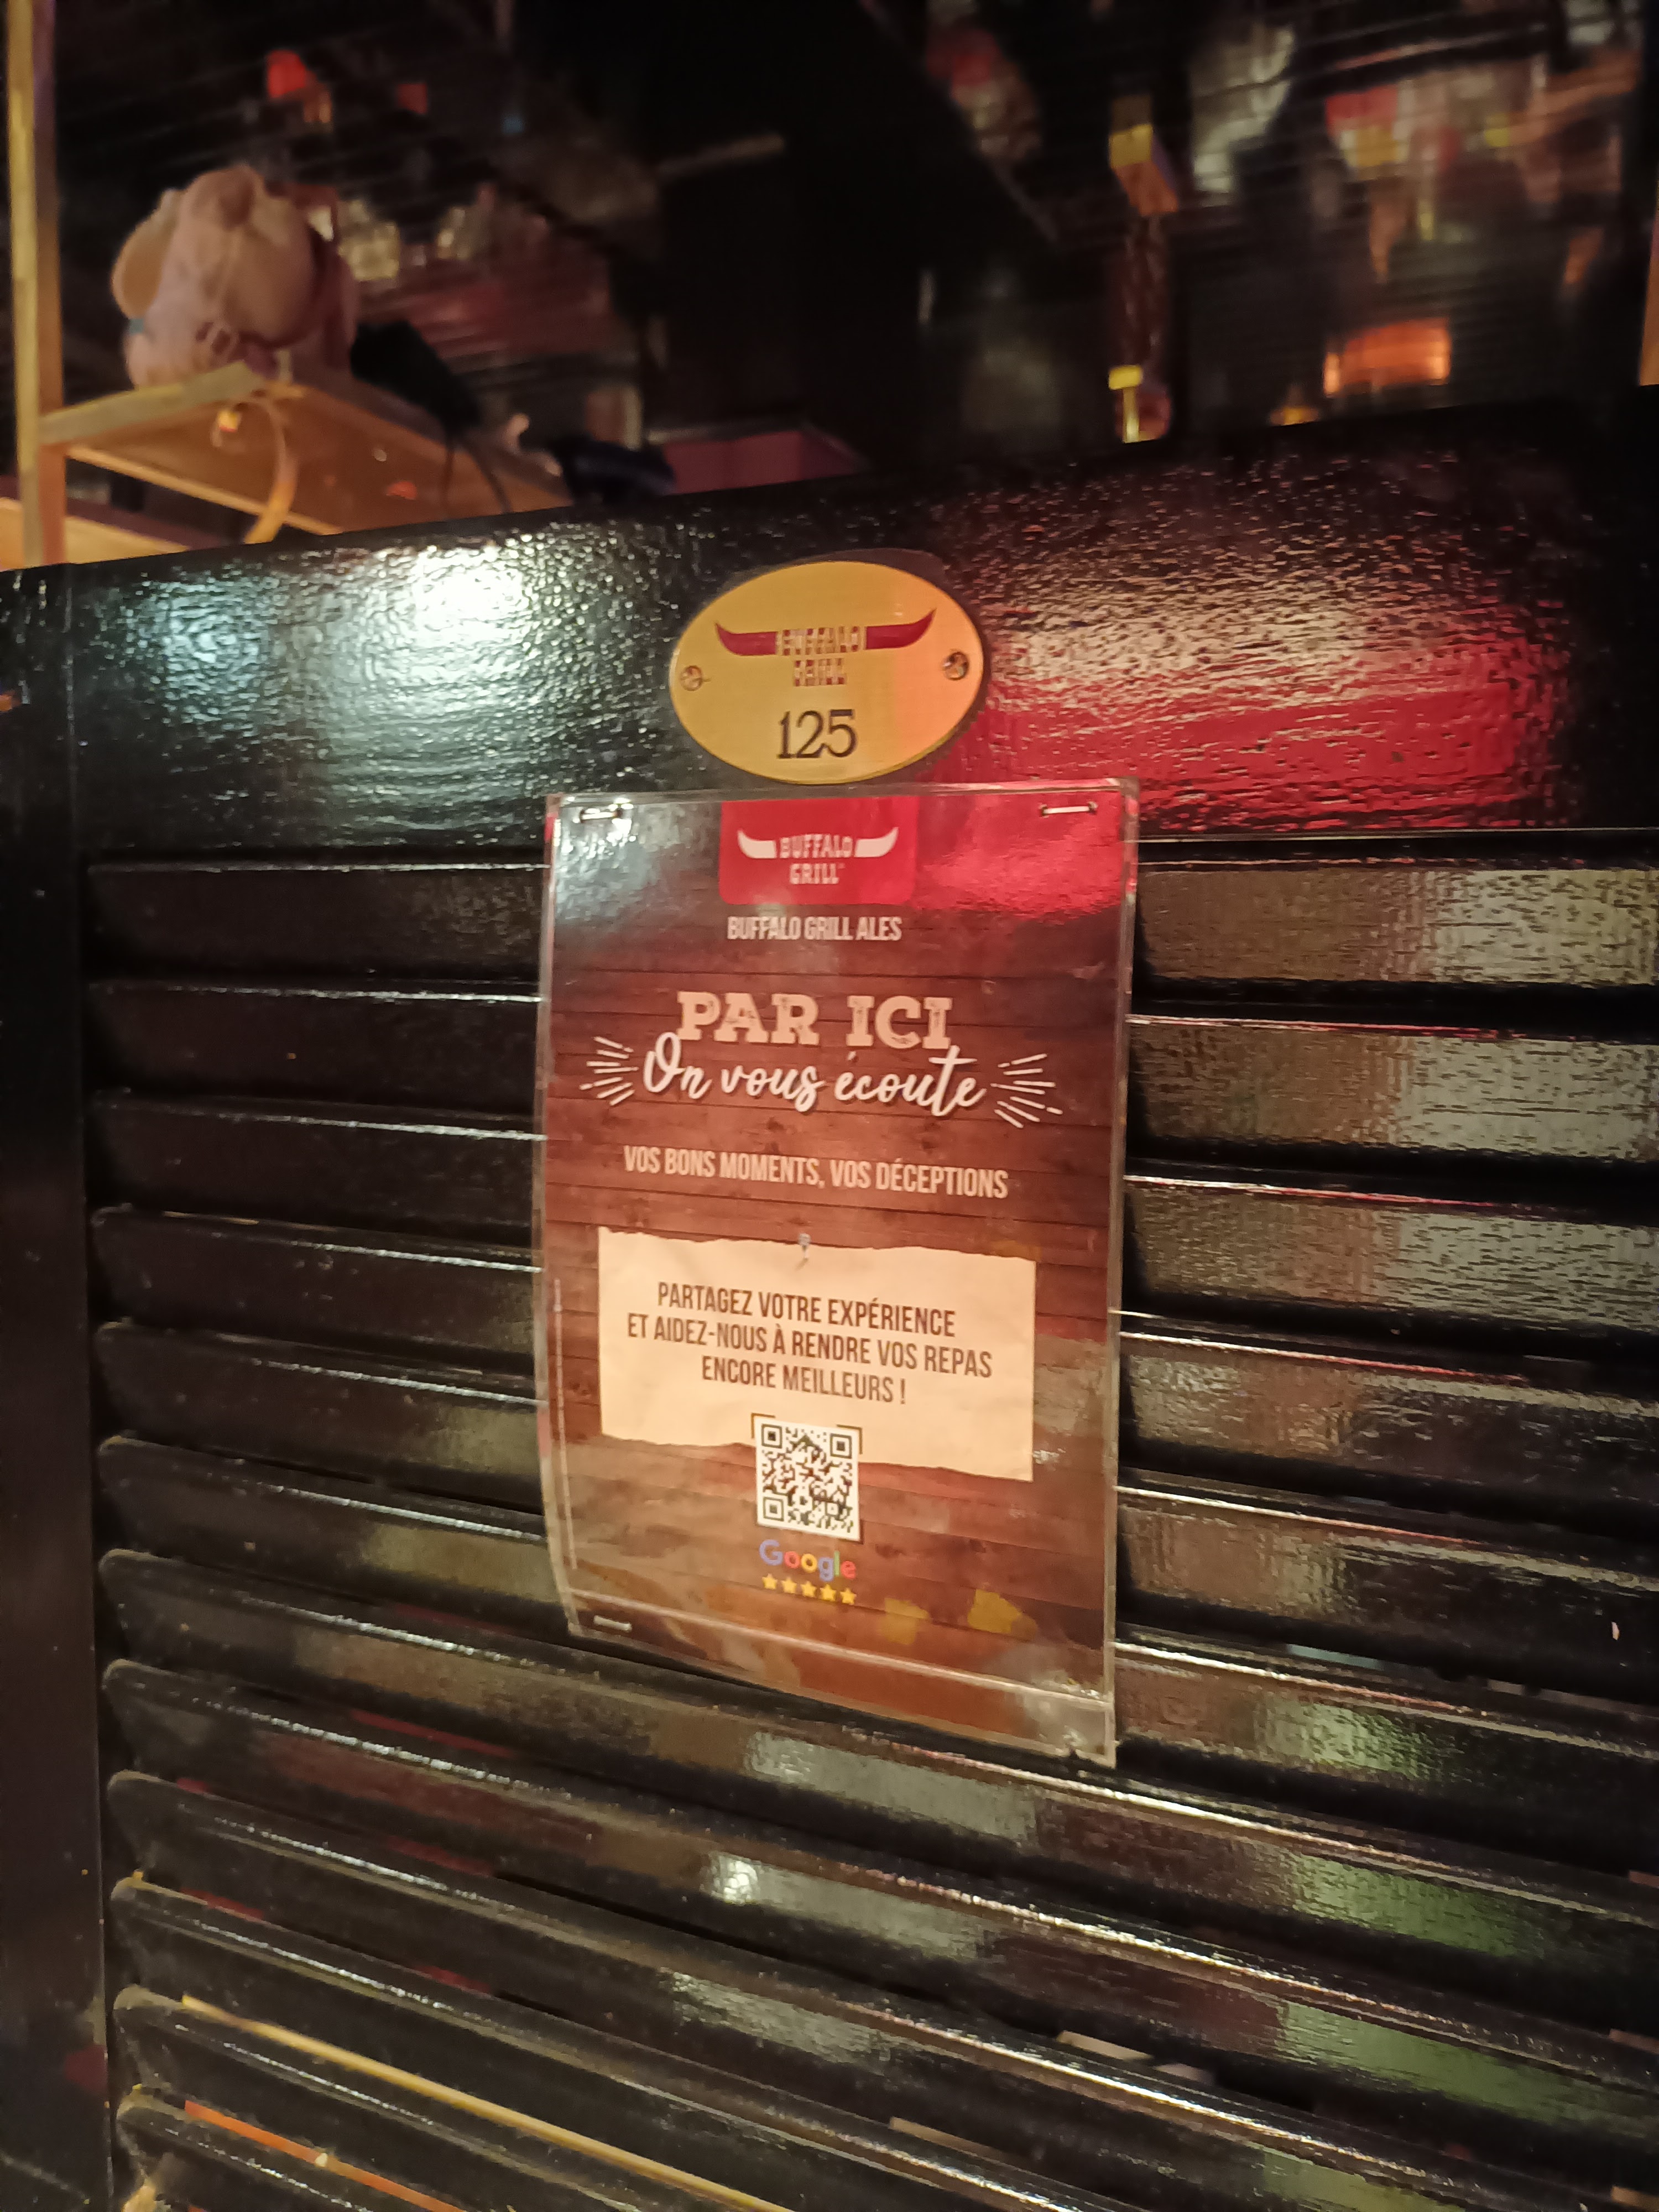 BUFFALO
GRILL
125
BUFFALO
GRILL
BUFFALO GRILL ALES
PAR ICI
On vous écoute
VOS BONS MOMENTS, VOS DÉCEPTIONS
PARTAGEZ VOTRE EXPÉRIENCE
ET AIDEZ-NOUS À RENDRE VOS REPAS
ENCORE MEILLEURS !
Google